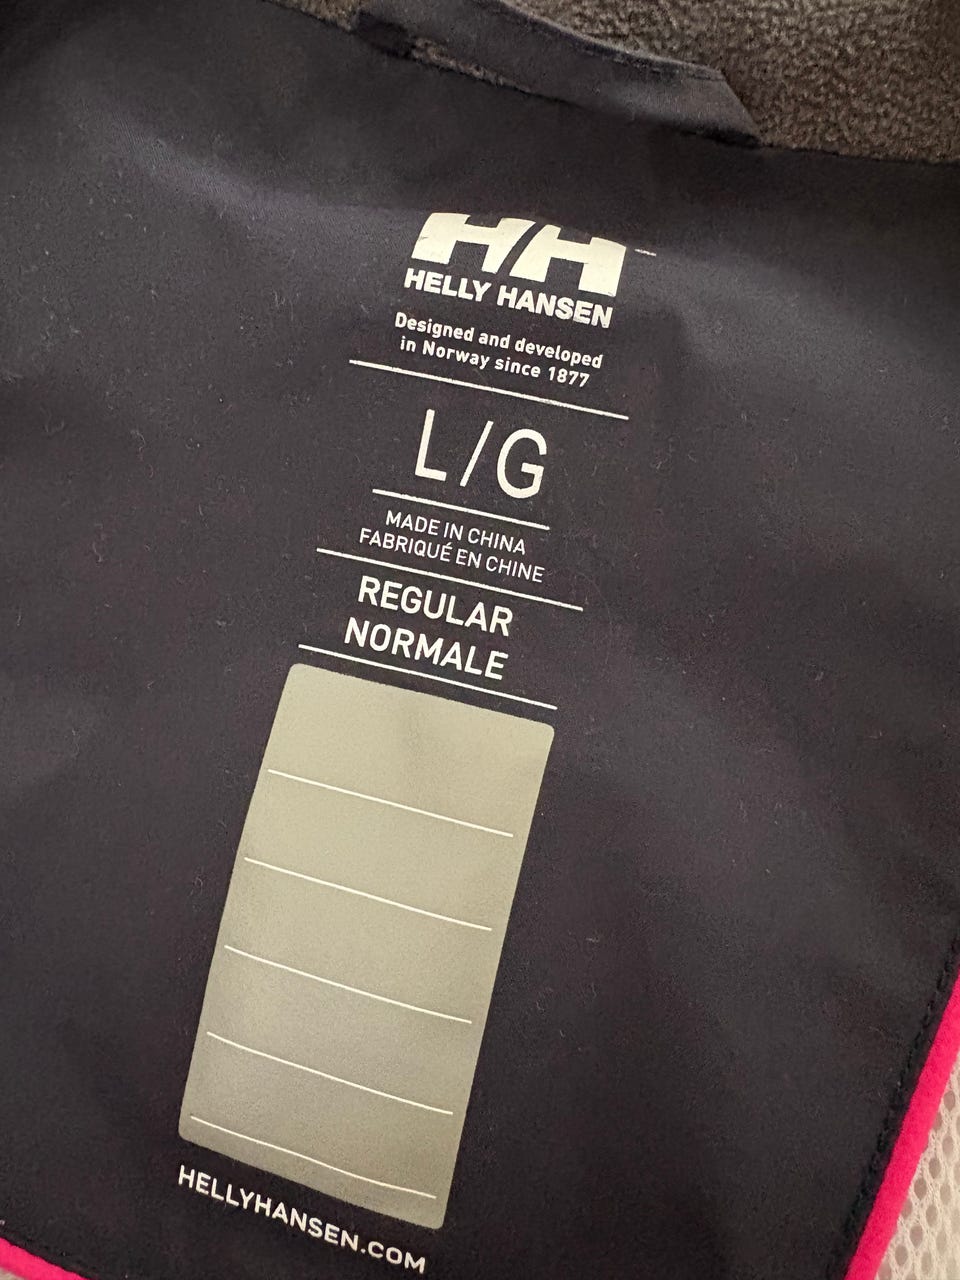 HH
HELLY HANSEN
Designed and developed
in Norway since 1877
L/G
MADE IN CHINA
FABRIQUÉ EN CHINE
REGULAR
NORMALE
HELLYHANSEN.COM